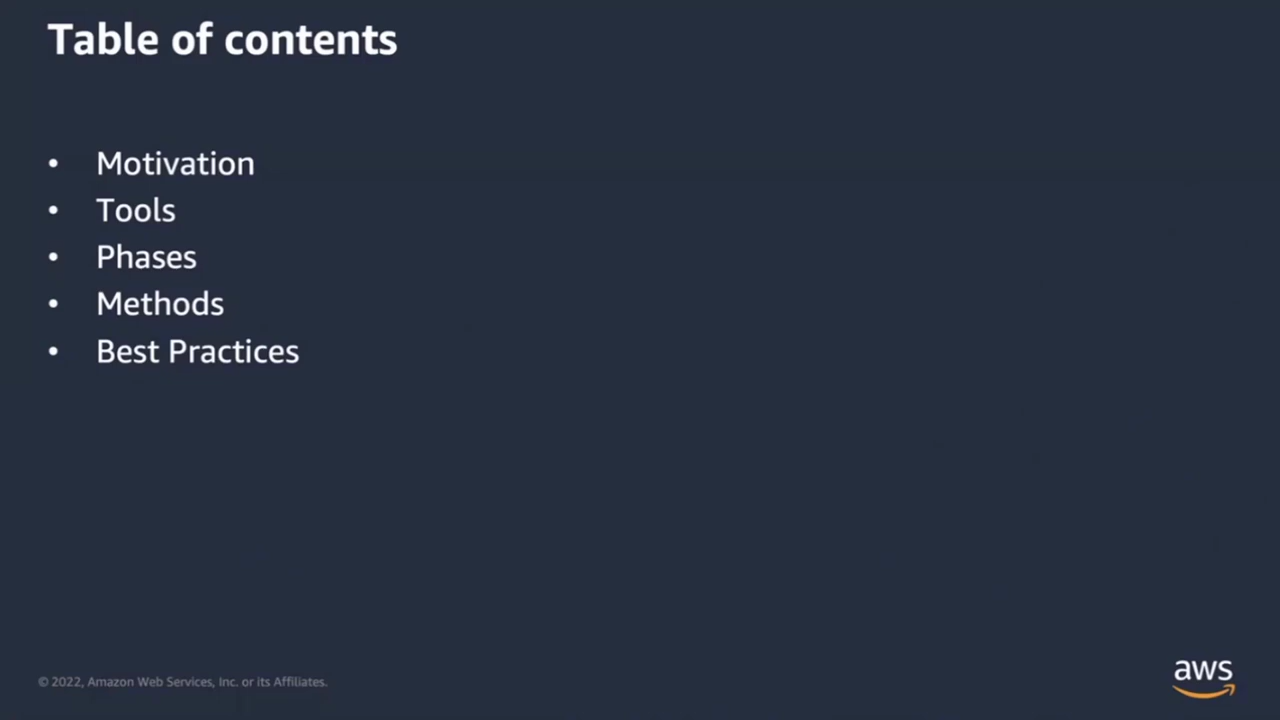 Table of contents
• Motivation
• Tools
• Phases
• Methods
• Best Practices
© 2022, Amazon Web Services, Inc. or its Affiliates.
aws